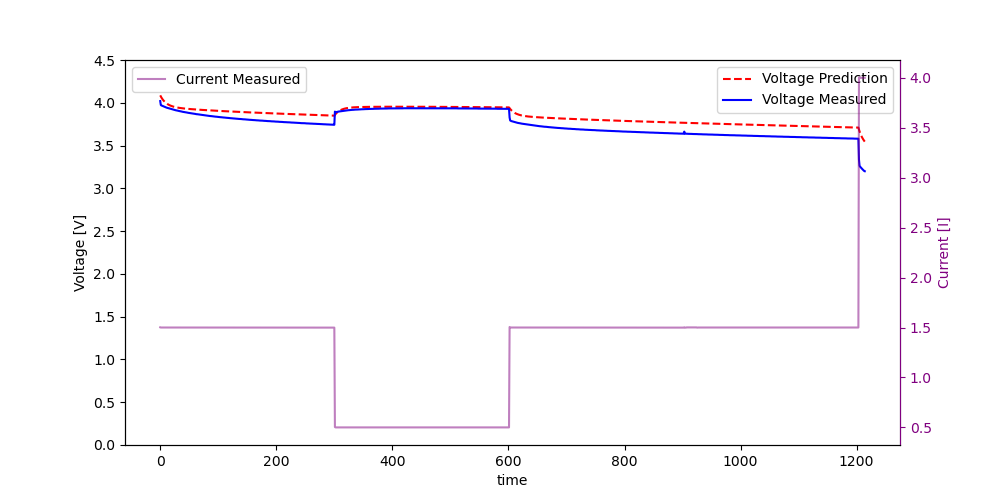 Current Measured
Voltage Prediction
Voltage Measured
4.5
4.0
3.5
3.0
2.5
2.0
1.5
1.0
0.5
0.0
Voltage [V]
4.0
3.5
3.0
2.5
2.0
1.5
1.0
0.5
Current [I]
0 200 400 600 800 1000 1200
time